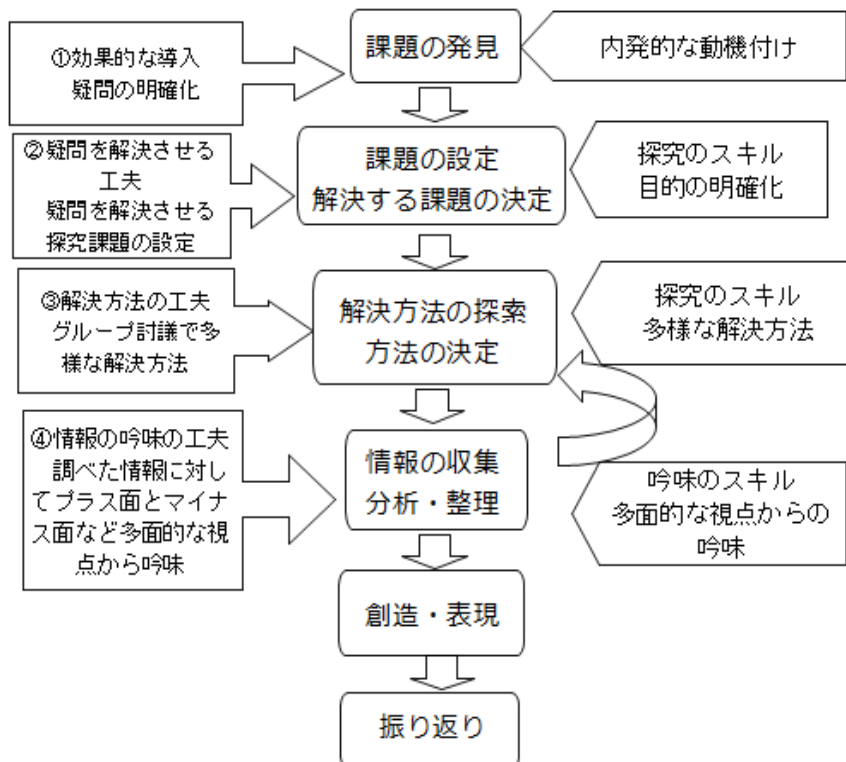 ①効果的な導入
疑問の明確化
課題の発見
内発的な動機付け
②疑問を解決させる
工夫
疑問を解決させる
探究課題の設定
課題の設定
解決する課題の決定
探究のスキル
目的の明確化
③解決方法の工夫
グループ討議で多
様な解決方法
解決方法の探索
方法の決定
探究のスキル
多様な解決方法
④情報の吟味の工夫
調べた情報に対し
てプラス面とマイナ
ス面など多面的な視
点から吟味
情報の収集
分析・整理
吟味のスキル
多面的な視点からの
吟味
創造・表現
振り返り